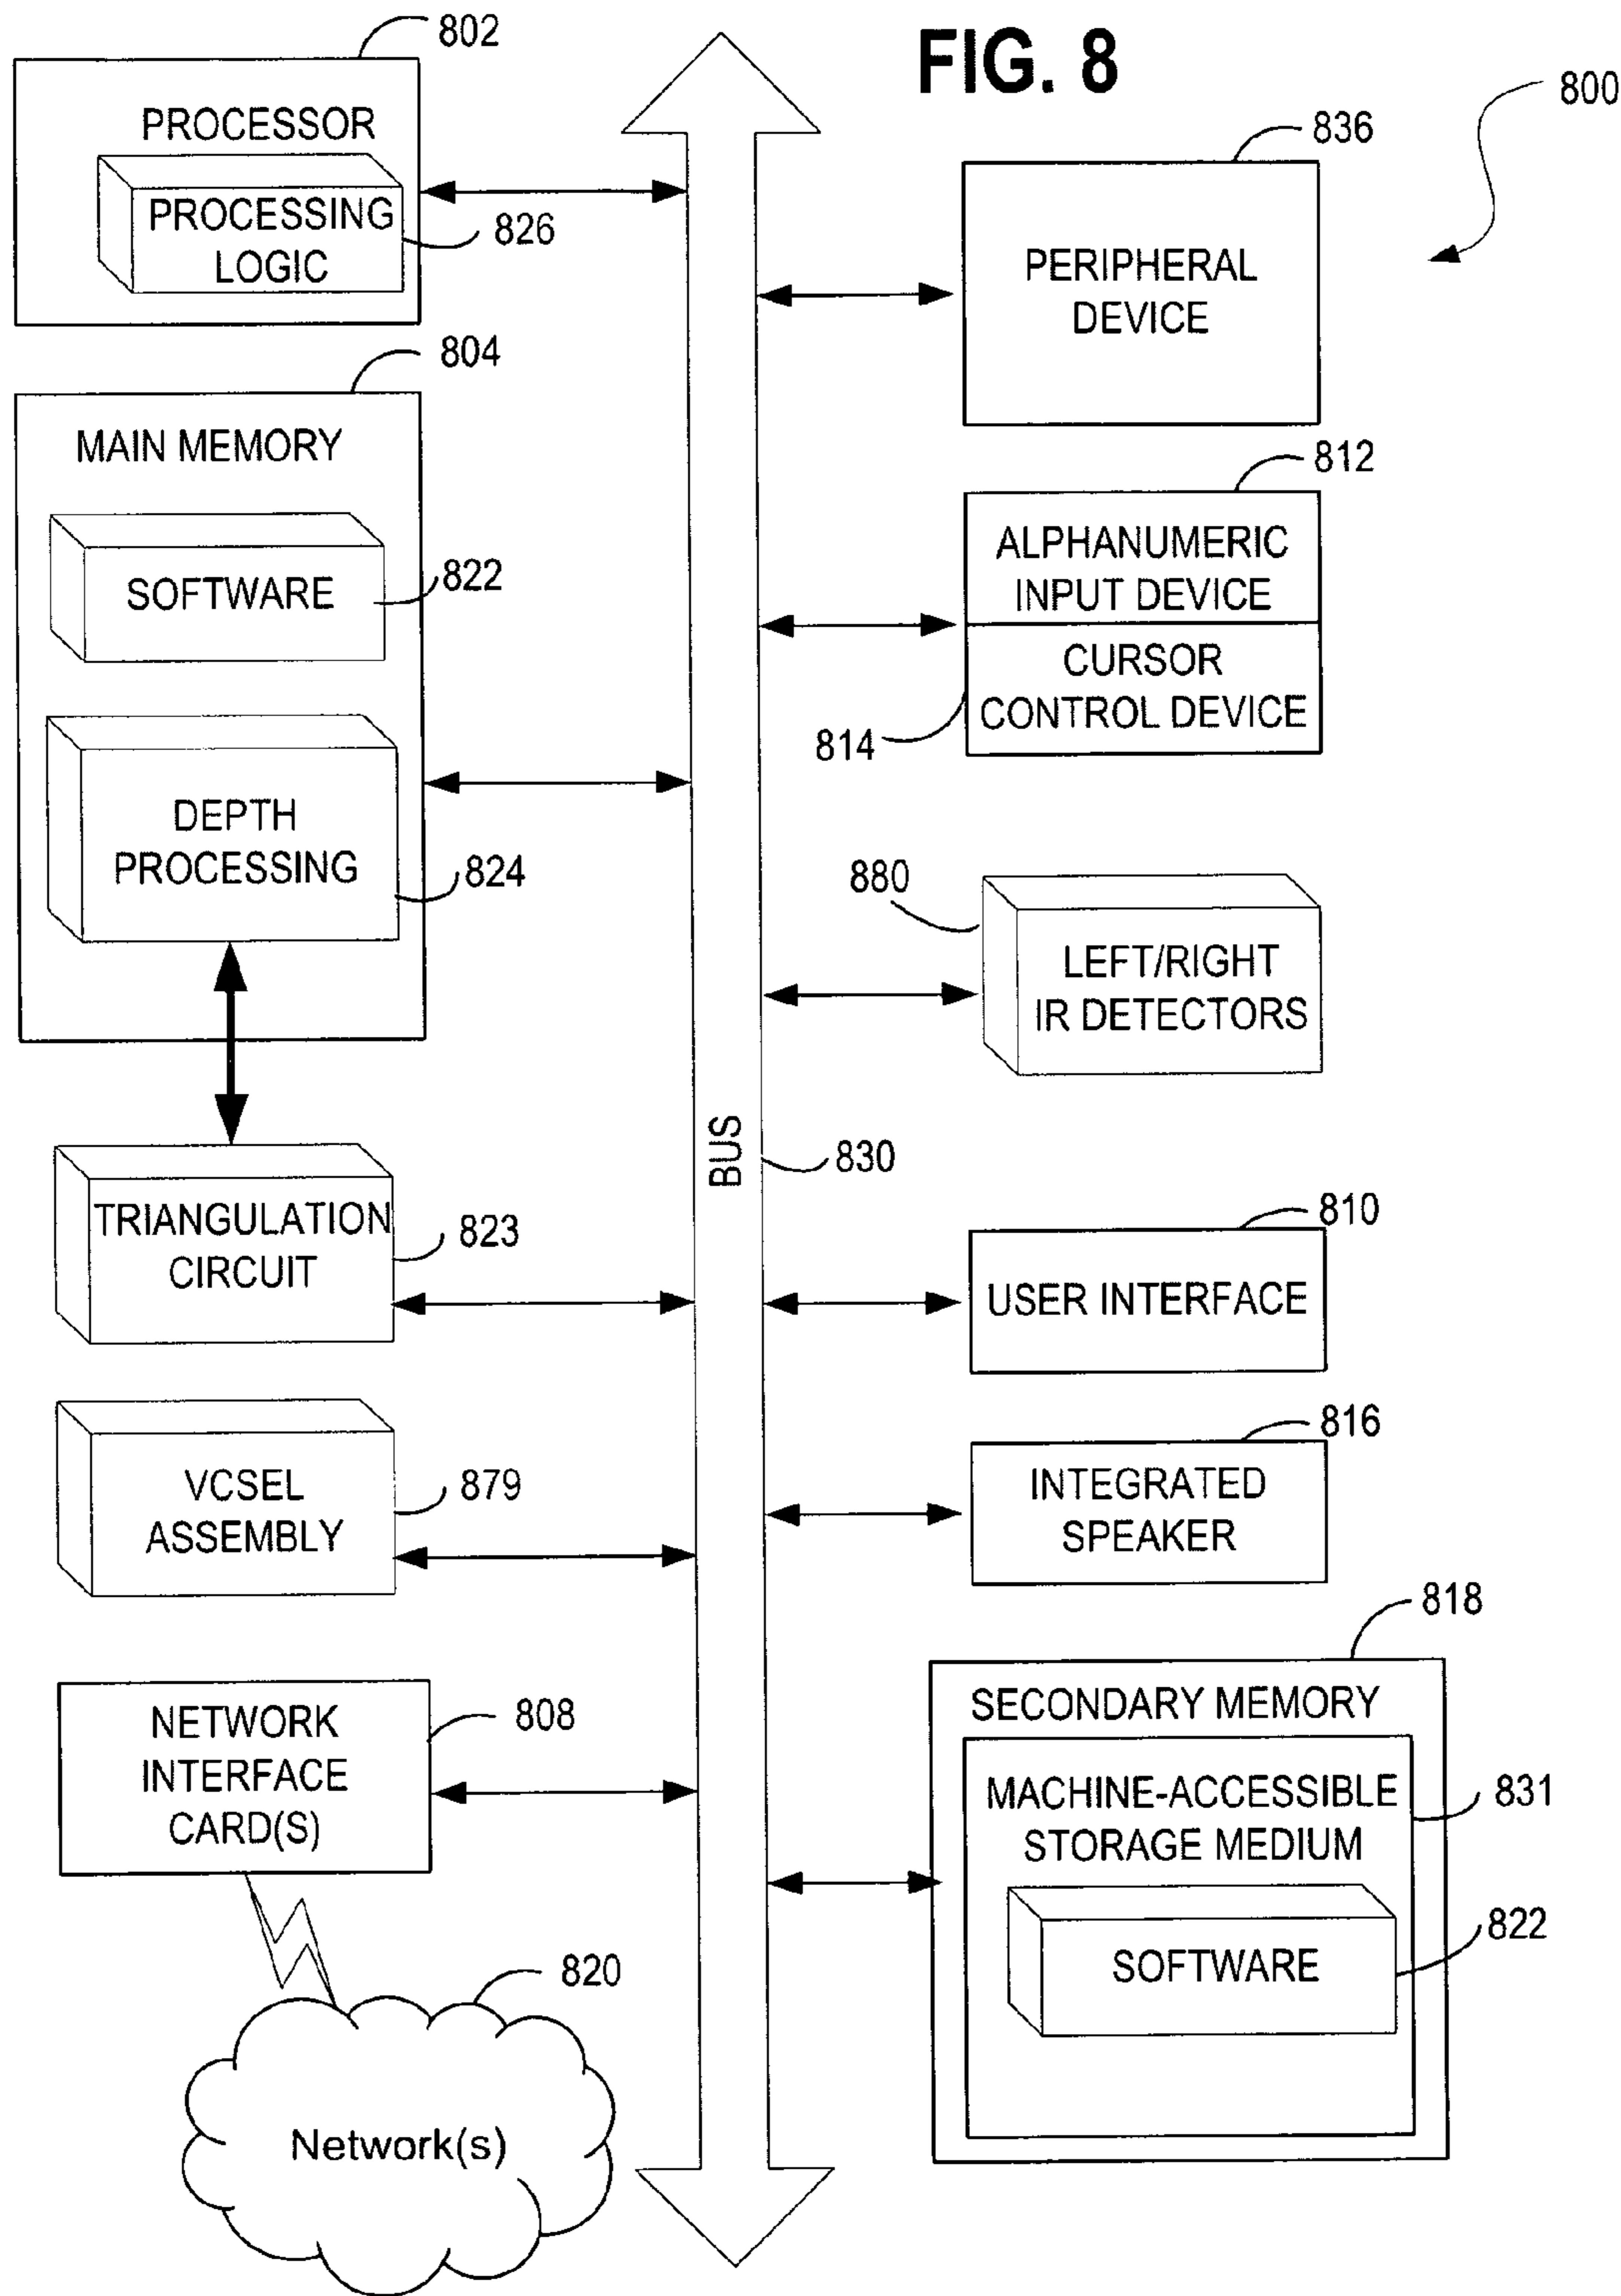 FIG. 8
800
802
PROCESSOR
PROCESSING
LOGIC
826
804
MAIN MEMORY
SOFTWARE
822
DEPTH
PROCESSING
824
TRIANGULATION
CIRCUIT
823
VCSEL
ASSEMBLY
879
NETWORK
INTERFACE
CARD(S)
808
820
Network(s)
BUS
830
836
PERIPHERAL
DEVICE
812
ALPHANUMERIC
INPUT DEVICE
CURSOR
CONTROL DEVICE
814
880
LEFT/RIGHT
IR DETECTORS
810
USER INTERFACE
816
INTEGRATED
SPEAKER
818
SECONDARY MEMORY
MACHINE-ACCESSIBLE
STORAGE MEDIUM
831
SOFTWARE
822